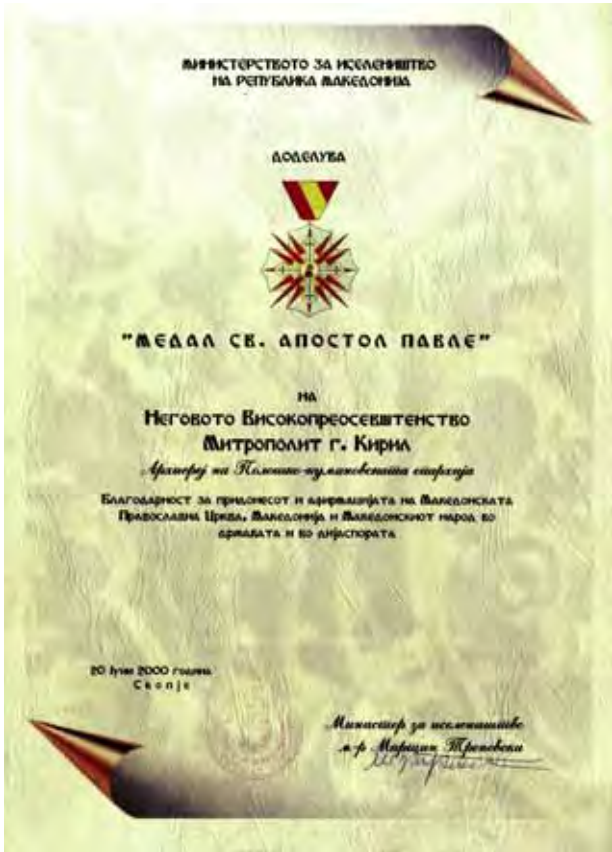 МИНИСТЕРСТВОТО ЗА ИСЕЛЕНИШТВО
НА РЕПУБЛИКА МАКЕДОНИЈА
ДОДЕЛУВА
"МЕДАЛ СВ. АПОСТОЛ ПАВЛЕ"
НА
НЕГОВОТО ВИСОКОПРЕОСВЕШТЕНСТВО
МИТРОПОЛИТ Г. КИРИЛ
Архиереј на Полошко-кумановската епархија
БЛАГОДАРНОСТ ЗА ПРИДОНЕСОТ И АФИРМАЦИЈАТА НА МАКЕДОНСКАТА
ПРАВОСЛАВНА ЦРКВА, МАКЕДОНИЈА И МАКЕДОНСКИОТ НАРОД ВО
ДРЖАВАТА И ВО ДИЈАСПОРАТА
20 2000 ГОДИНА
Скопје
Министер за иселеништво
м-р Мартин Треневски